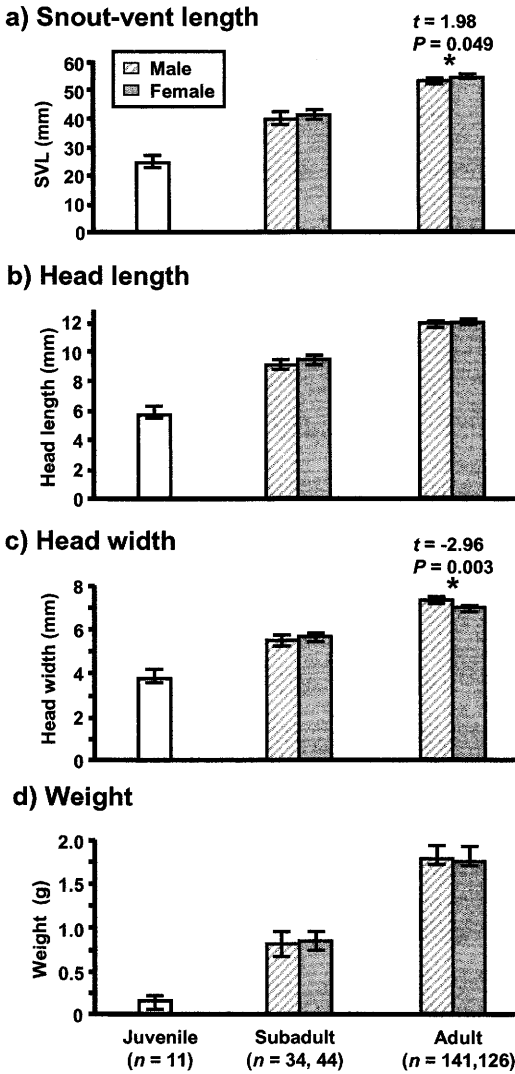 a) Snout-vent length
t = 1.98
P = 0.049
*
Male
Female
SVL (mm)
60
50
40
30
20
10
0
b) Head length
Head length (mm)
12
10
8
6
4
2
0
c) Head width
t = -2.96
P = 0.003
*
Head width (mm)
8
6
4
2
0
d) Weight
Weight (g)
2.0
1.5
1.0
0.5
0
Juvenile Subadult Adult
(n = 11) (n = 34, 44) (n = 141,126)